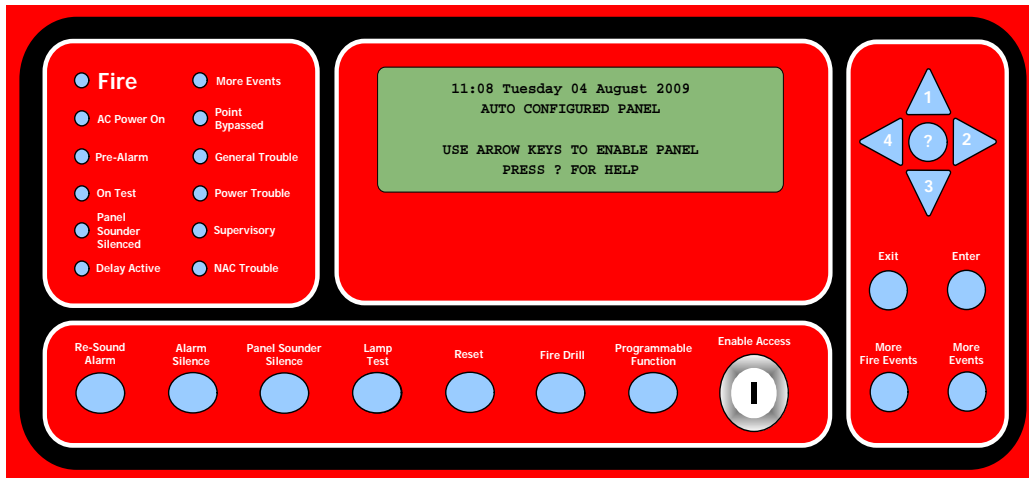 Fire
More Events
AC Power On
Point
Bypassed
Pre-Alarm
General Trouble
On Test
Power Trouble
Panel
Sounder
Silenced
Supervisory
Delay Active
NAC Trouble
11:08 Tuesday 04 August 2009
AUTO CONFIGURED PANEL
USE ARROW KEYS TO ENABLE PANEL
PRESS ? FOR HELP
1
4 ? 2
3
Exit
Enter
More
Fire Events
More
Events
Re-Sound
Alarm
Alarm
Silence
Panel Sounder
Silence
Lamp
Test
Reset
Fire Drill
Programmable
Function
Enable Access